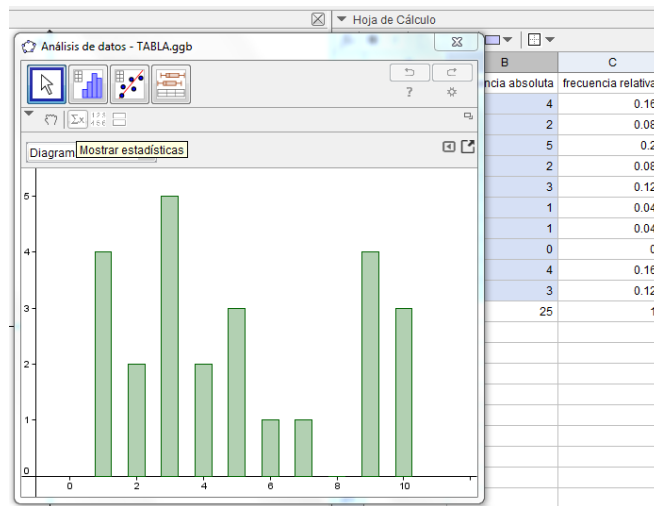 Hoja de Cálculo
Análisis de datos - TABLA.ggb
?
Σx
123
456
Diagram
Mostrar estadísticas
5
4
3
2
1
0
0 2 4 6 8 10
B C
ncia absoluta frecuencia relativa
4 0.16
2 0.08
5 0.2
2 0.08
3 0.12
1 0.04
1 0.04
0 0
4 0.16
3 0.12
25 1